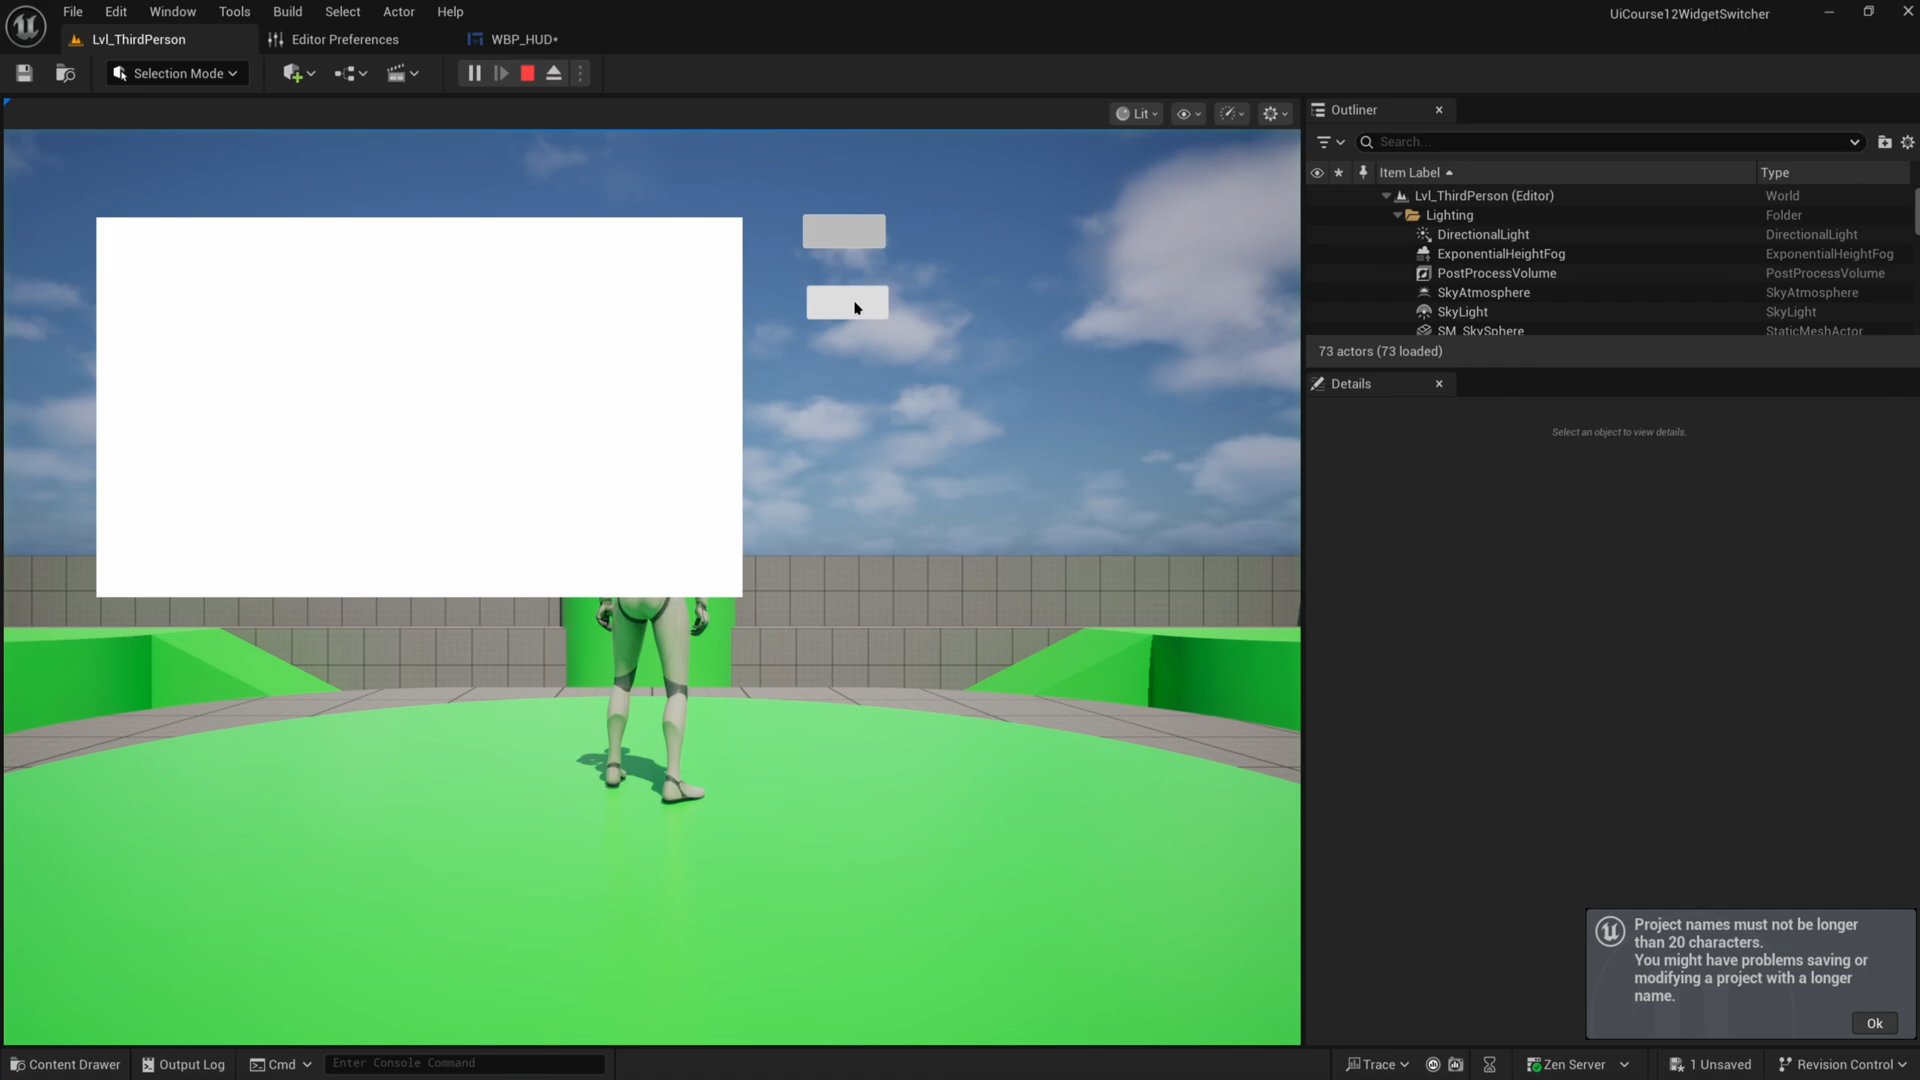 File Edit Window Tools Build Select Actor Help
UiCourse12WidgetSwitcher
Lvl_ThirdPerson
Editor Preferences
WBP_HUD*
Selection Mode
Lit
Outliner
Search...
Item Label
Type
Lvl_ThirdPerson (Editor)
World
Lighting
Folder
DirectionalLight
DirectionalLight
ExponentialHeightFog
ExponentialHeightFog
PostProcessVolume
PostProcessVolume
SkyAtmosphere
SkyAtmosphere
SkyLight
SkyLight
SM_SkySphere
StaticMeshActor
73 actors (73 loaded)
Details
Select an object to view details.
Project names must not be longer
than 20 characters.
You might have problems saving or
modifying a project with a longer
name.
Ok
Content Drawer
Output Log
Cmd
Enter Console Command
Trace
Zen Server
1 Unsaved
Revision Control